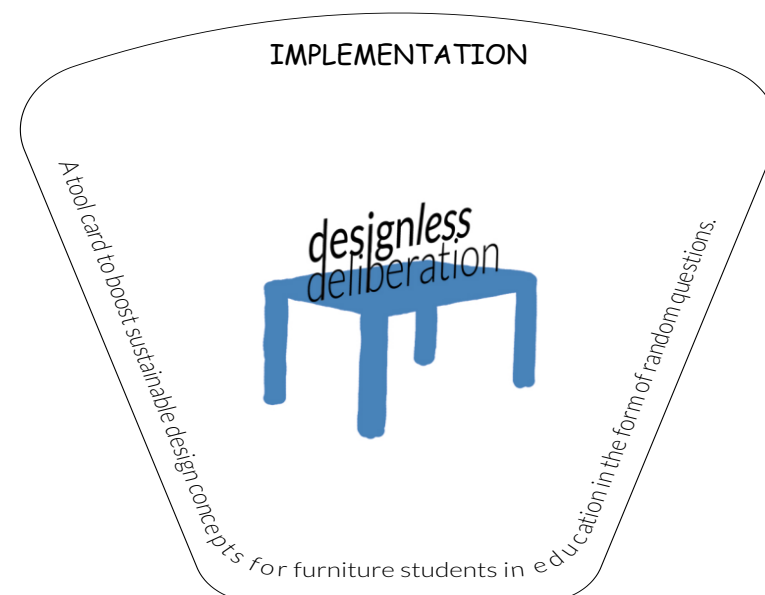 IMPLEMENTATION
designless
deliberation
A tool card to boost sustainable design concepts for furniture students in education in the form of random questions.